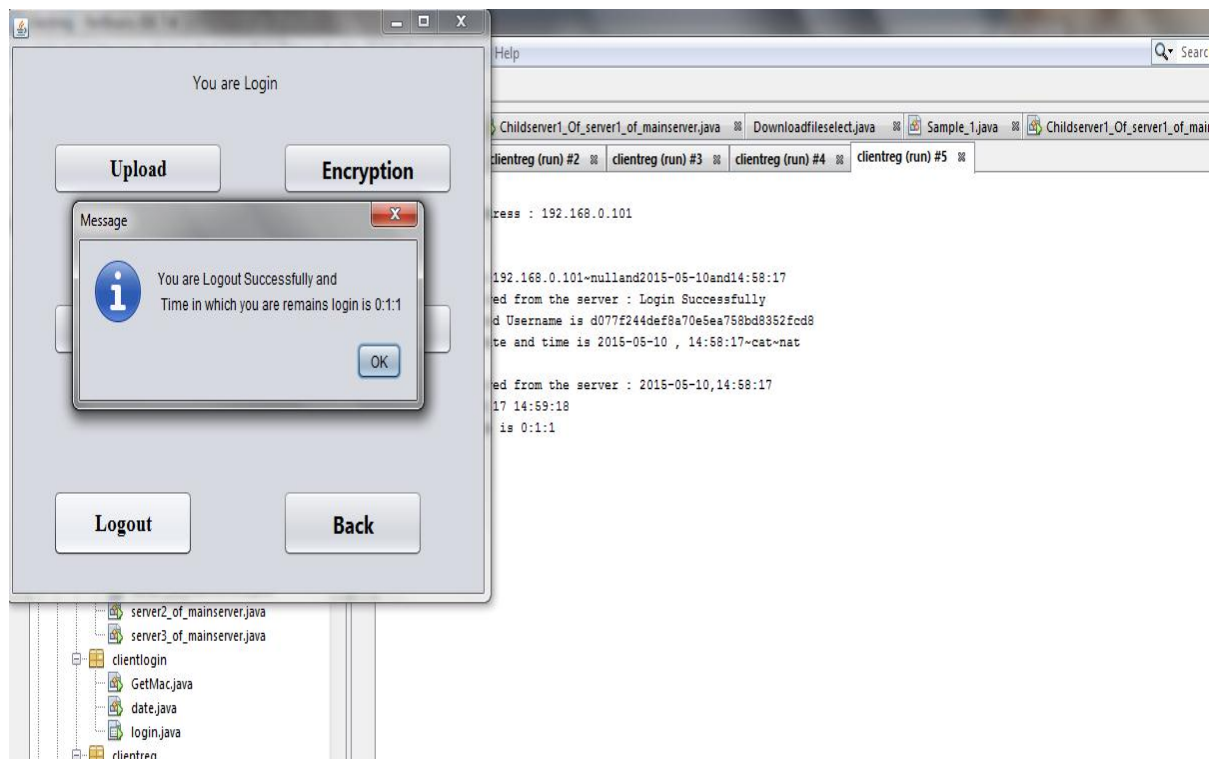 X
Help
Searc
You are Login
Childserver1_Of_server1_of_mainserver.java
Downloadfileselect.java
Sample_1.java
Childserver1_Of_server1_of_mai
clientreg (run) #2
clientreg (run) #3
clientreg (run) #4
clientreg (run) #5
Upload
Encryption
Message
X
You are Logout Successfully and
Time in which you are remains login is 0:1:1
OK
Logout
Back
ress : 192.168.0.101
192.168.0.101~nulland2015-05-10and14:58:17
ed from the server : Login Successfully
d Username is d077f244def8a70e5ea758bd8352fcd8
te and time is 2015-05-10 , 14:58:17~cat~nat
ed from the server : 2015-05-10,14:58:17
17 14:59:18
is 0:1:1
server2_of_mainserver.java
server3_of_mainserver.java
clientlogin
GetMac.java
date.java
login.java
clientreg